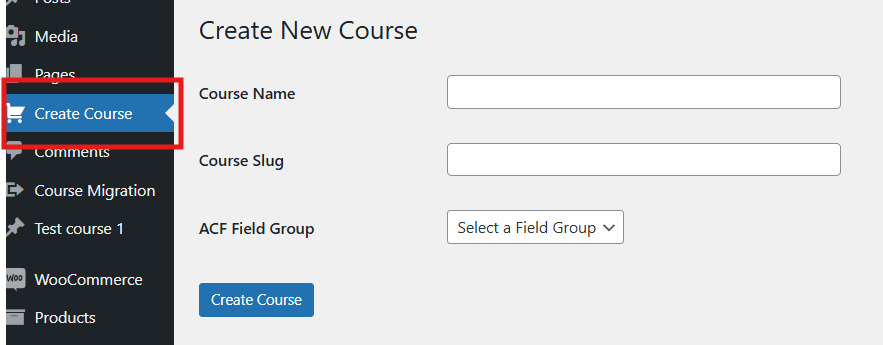 Posts
Media
Pages
Create Course
Comments
Course Migration
Test course 1
Woo WooCommerce
Products
Create New Course
Course Name
Course Slug
ACF Field Group
Select a Field Group
Create Course